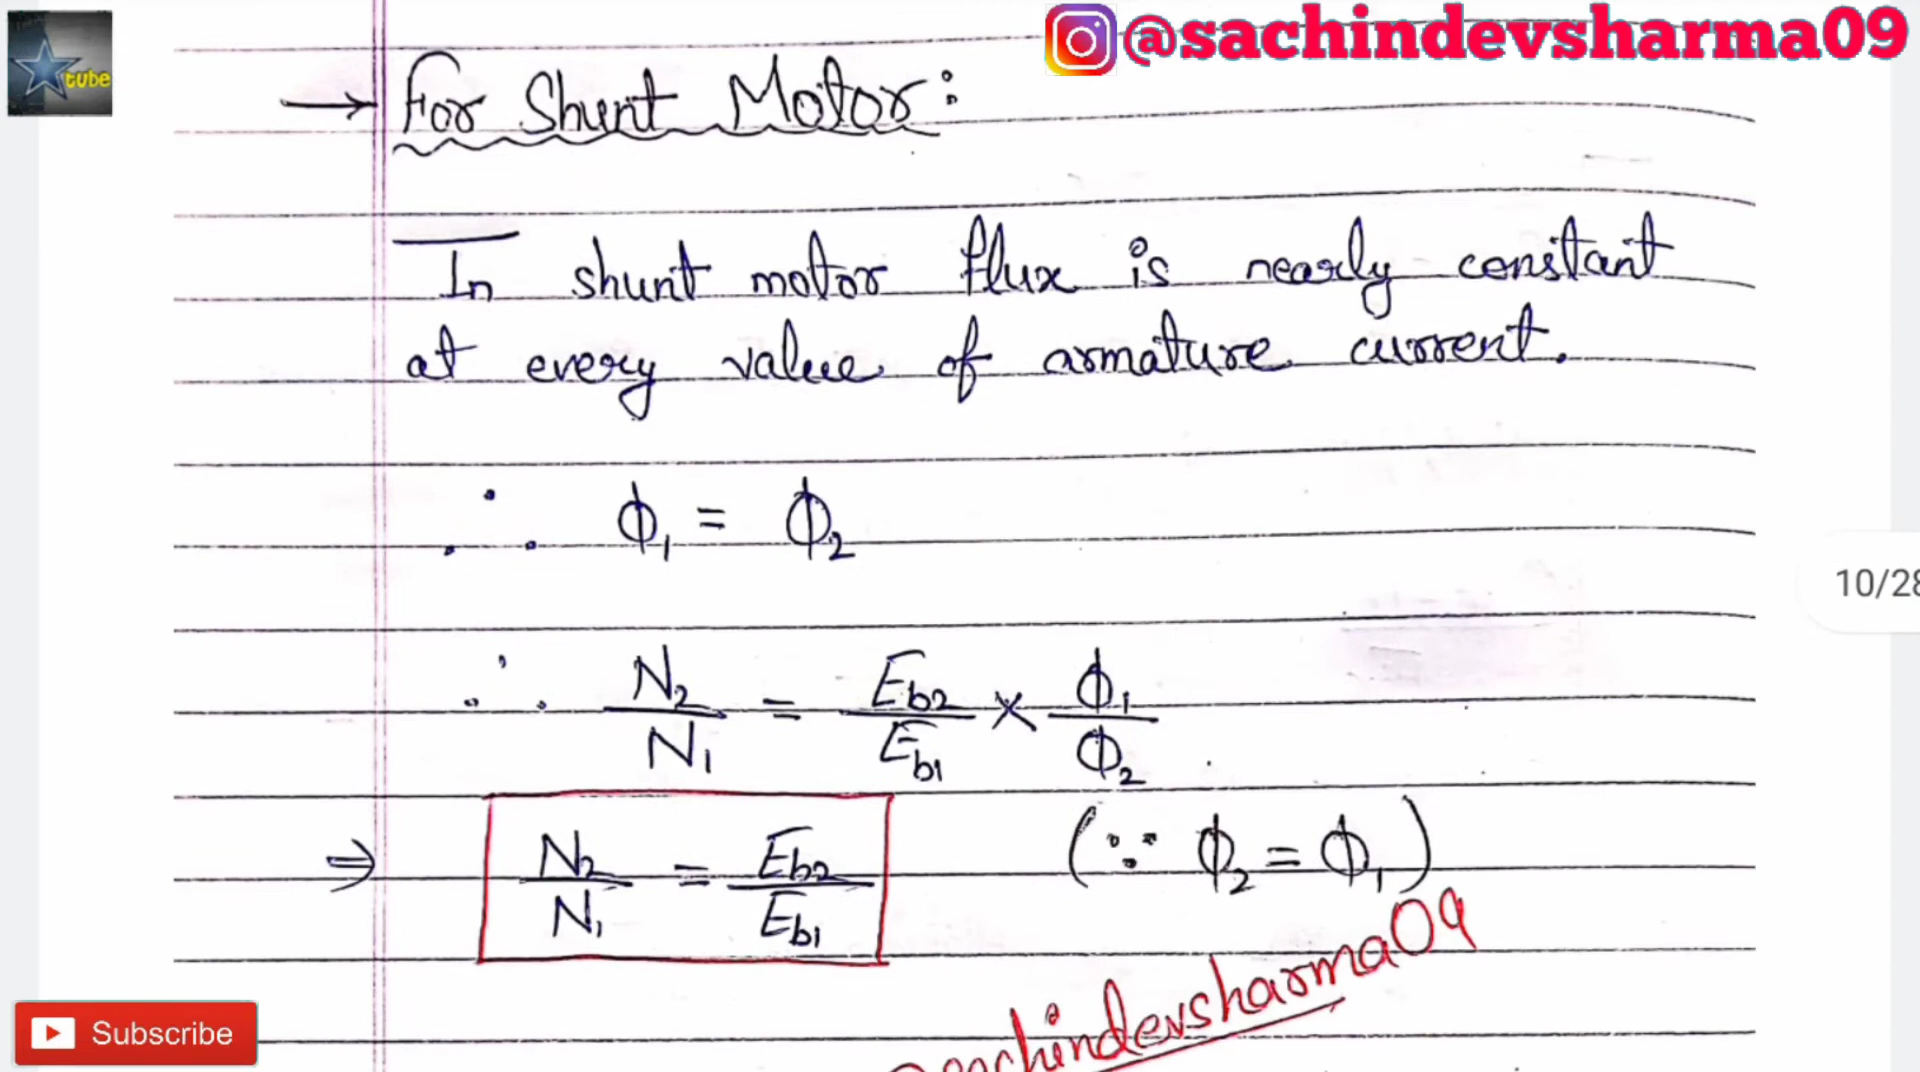 tube
@sachindevsharma09
→ For Shunt Motor:
In shunt motor flux is nearly constant
at every value of armature current.
∴ Φ₁ = Φ₂
10/28
∴ N₂/N₁ = Eb2/Eb1 × Φ₁/Φ₂
⇒ N₂/N₁ = Eb2/Eb1 (∵ Φ₂ = Φ₁)
@sachindevsharma09
Subscribe